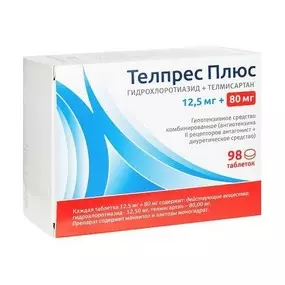 Телпрес Плюс
ГИДРОХЛОРОТИАЗИД + ТЕЛМИСАРТАН
12,5 мг + 80 мг
Гипотензивное средство
комбинированное (ангиотензина
II рецепторов антагонист +
диуретическое средство)
98 таблеток
Каждая таблетка 12,5 мг + 80 мг содержит: действующие вещества:
гидрохлоротиазид - 12,50 мг, телмисартан - 80,00 мг.
Препарат содержит маннитол и лактозы моногидрат.